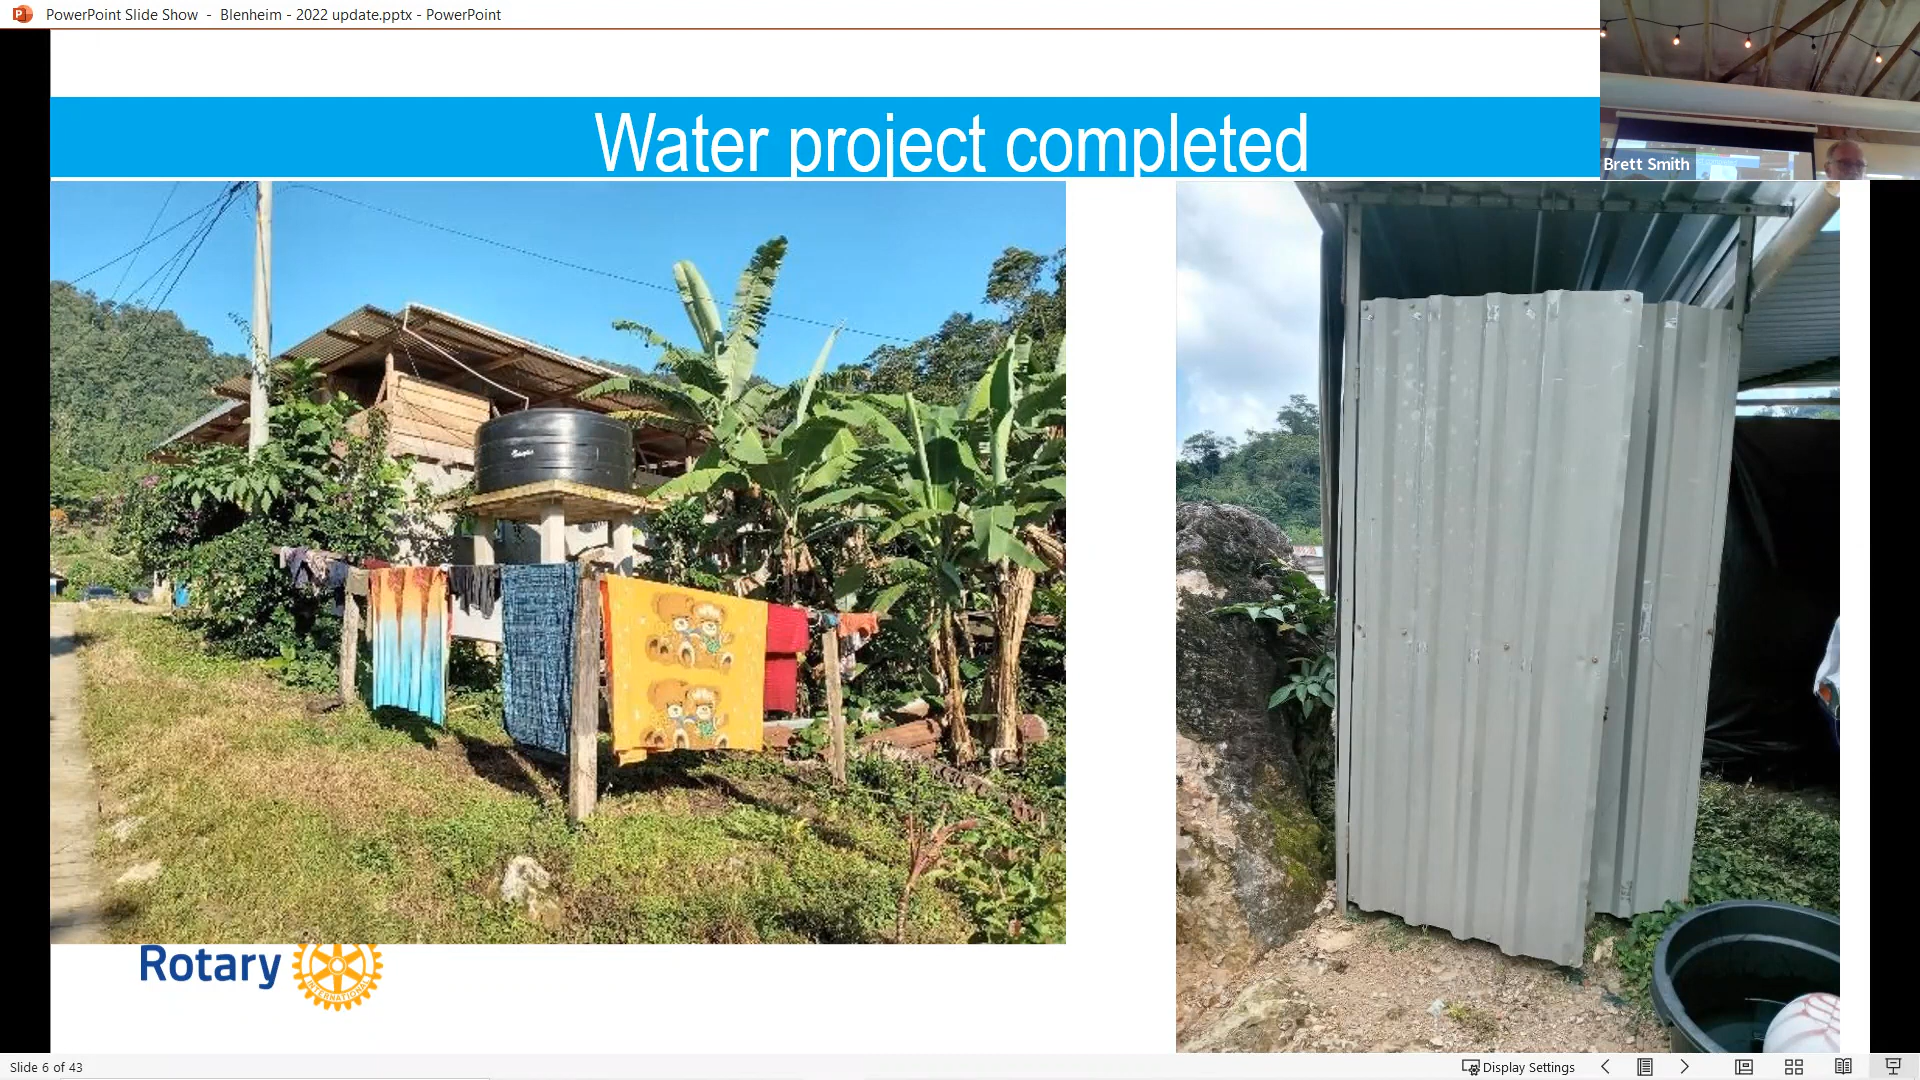 PowerPoint Slide Show - Blenheim - 2022 update.pptx - PowerPoint
Water project completed
Brett Smith
Rotary
INTERNATIONAL
Slide 6 of 43
Display Settings